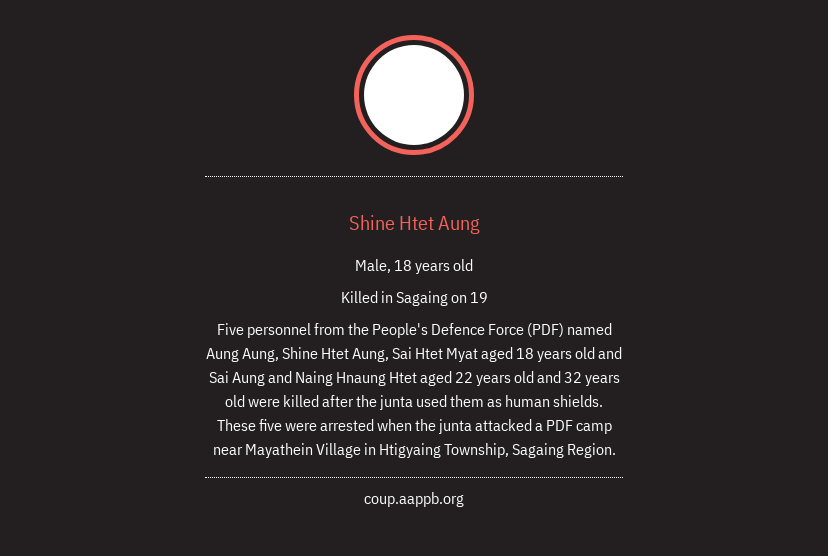 Shine Htet Aung
Male, 18 years old
Killed in Sagaing on 19
Five personnel from the People's Defence Force (PDF) named
Aung Aung, Shine Htet Aung, Sai Htet Myat aged 18 years old and
Sai Aung and Naing Hnaung Htet aged 22 years old and 32 years
old were killed after the junta used them as human shields.
These five were arrested when the junta attacked a PDF camp
near Mayathein Village in Htigyaing Township, Sagaing Region.
coup.aappb.org